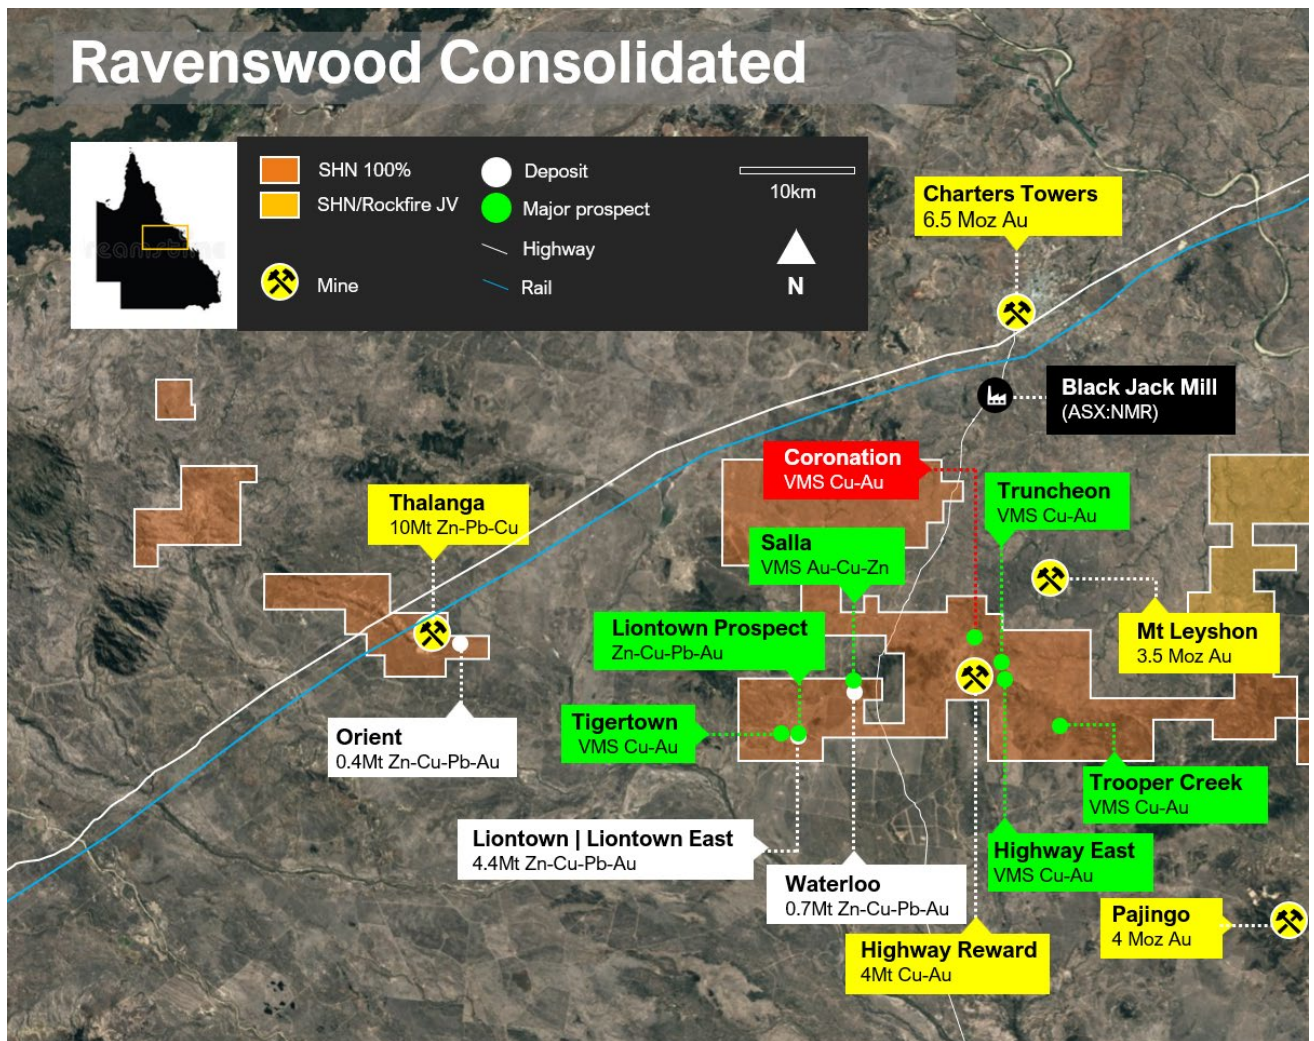 Ravenswood Consolidated
SHN 100%
SHN/Rockfire JV
Mine
Deposit
Major prospect
Highway
Rail
10km
N
Charters Towers
6.5 Moz Au
Black Jack Mill
(ASX:NMR)
Coronation
VMS Cu-Au
Truncheon
VMS Cu-Au
Thalanga
10Mt Zn-Pb-Cu
Salla
VMS Au-Cu-Zn
Liontown Prospect
Zn-Cu-Pb-Au
Mt Leyshon
3.5 Moz Au
Tigertown
VMS Cu-Au
Orient
0.4Mt Zn-Cu-Pb-Au
Trooper Creek
VMS Cu-Au
Liontown | Liontown East
4.4Mt Zn-Cu-Pb-Au
Highway East
VMS Cu-Au
Waterloo
0.7Mt Zn-Cu-Pb-Au
Pajingo
4 Moz Au
Highway Reward
4Mt Cu-Au